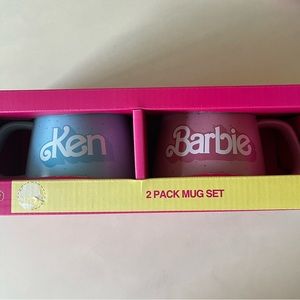 Ken
Barbie
2 PACK MUG SET